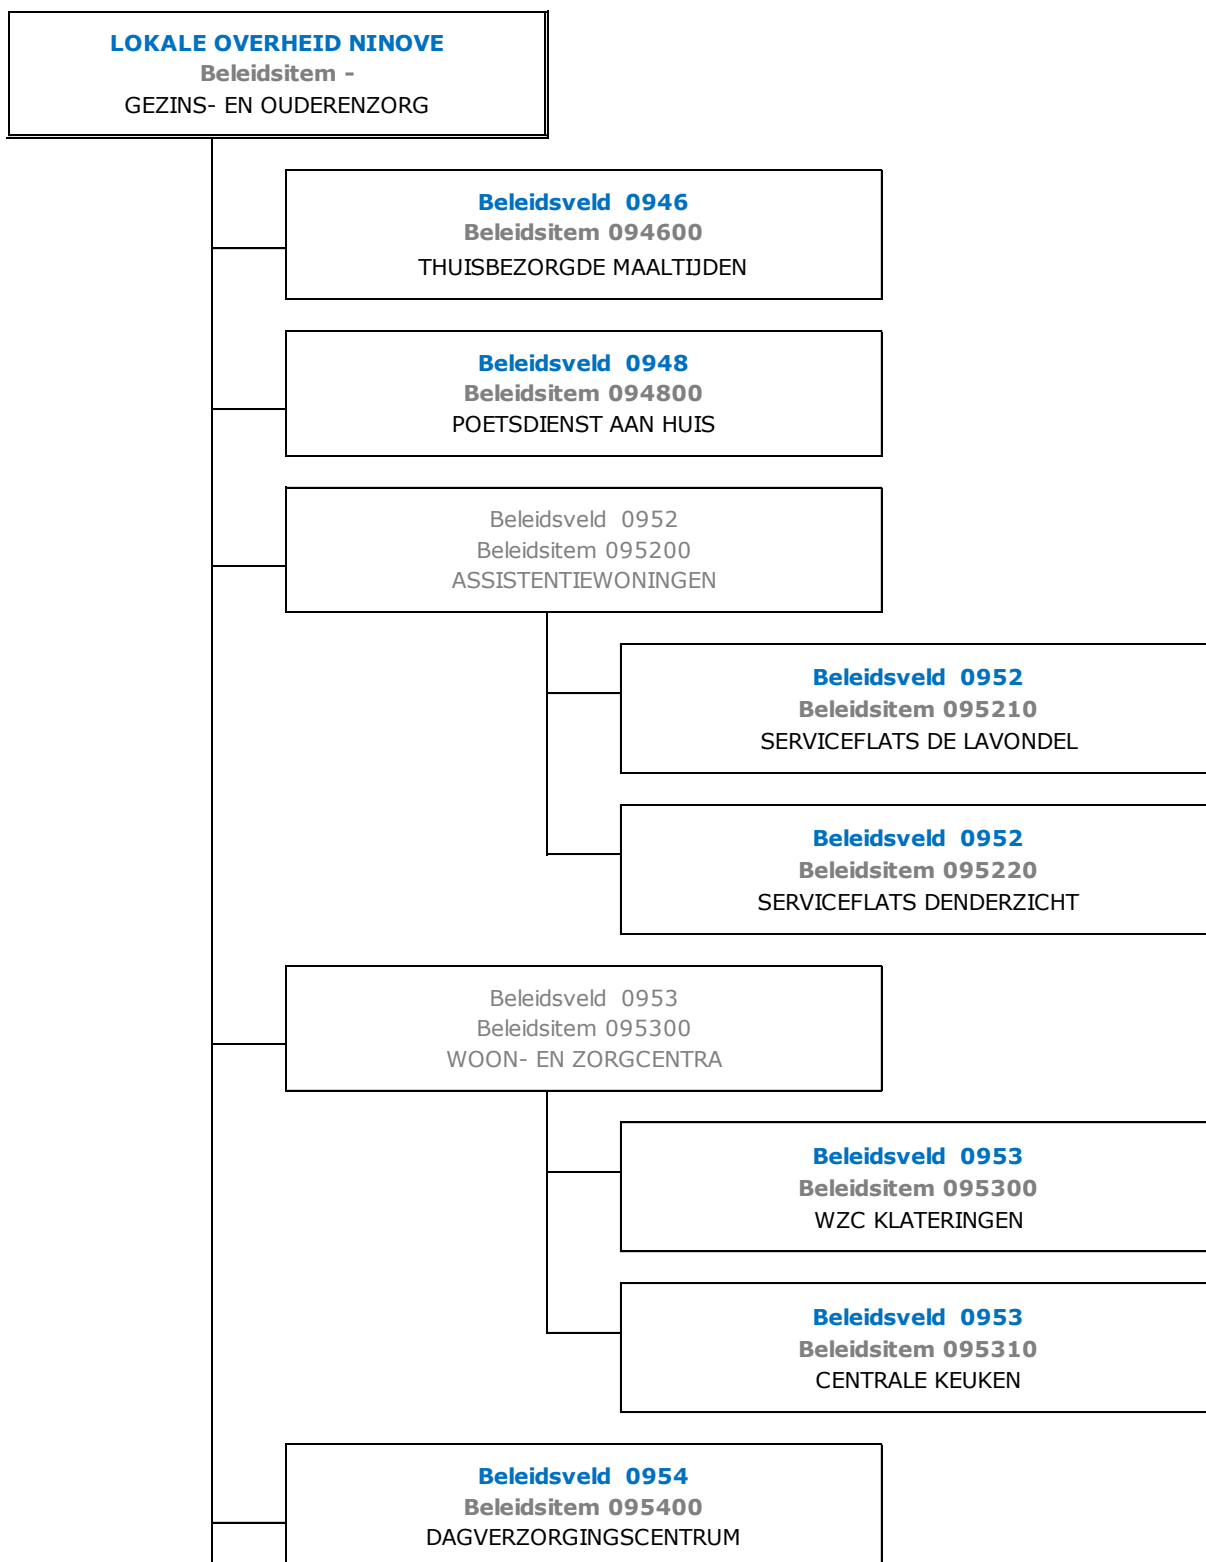 LOKALE OVERHEID NINOVE
Beleidsitem -
GEZINS- EN OUDERENZORG
Beleidsveld 0946
Beleidsitem 094600
THUISBEZORGDE MAALTIJDEN
Beleidsveld 0948
Beleidsitem 094800
POETSDIENST AAN HUIS
Beleidsveld 0952
Beleidsitem 095200
ASSISTENTIEWONINGEN
Beleidsveld 0952
Beleidsitem 095210
SERVICEFLATS DE LAVONDEL
Beleidsveld 0952
Beleidsitem 095220
SERVICEFLATS DENDERZICHT
Beleidsveld 0953
Beleidsitem 095300
WOON- EN ZORGCENTRA
Beleidsveld 0953
Beleidsitem 095300
WZC KLATERINGEN
Beleidsveld 0953
Beleidsitem 095310
CENTRALE KEUKEN
Beleidsveld 0954
Beleidsitem 095400
DAGVERZORGINGSCENTRUM